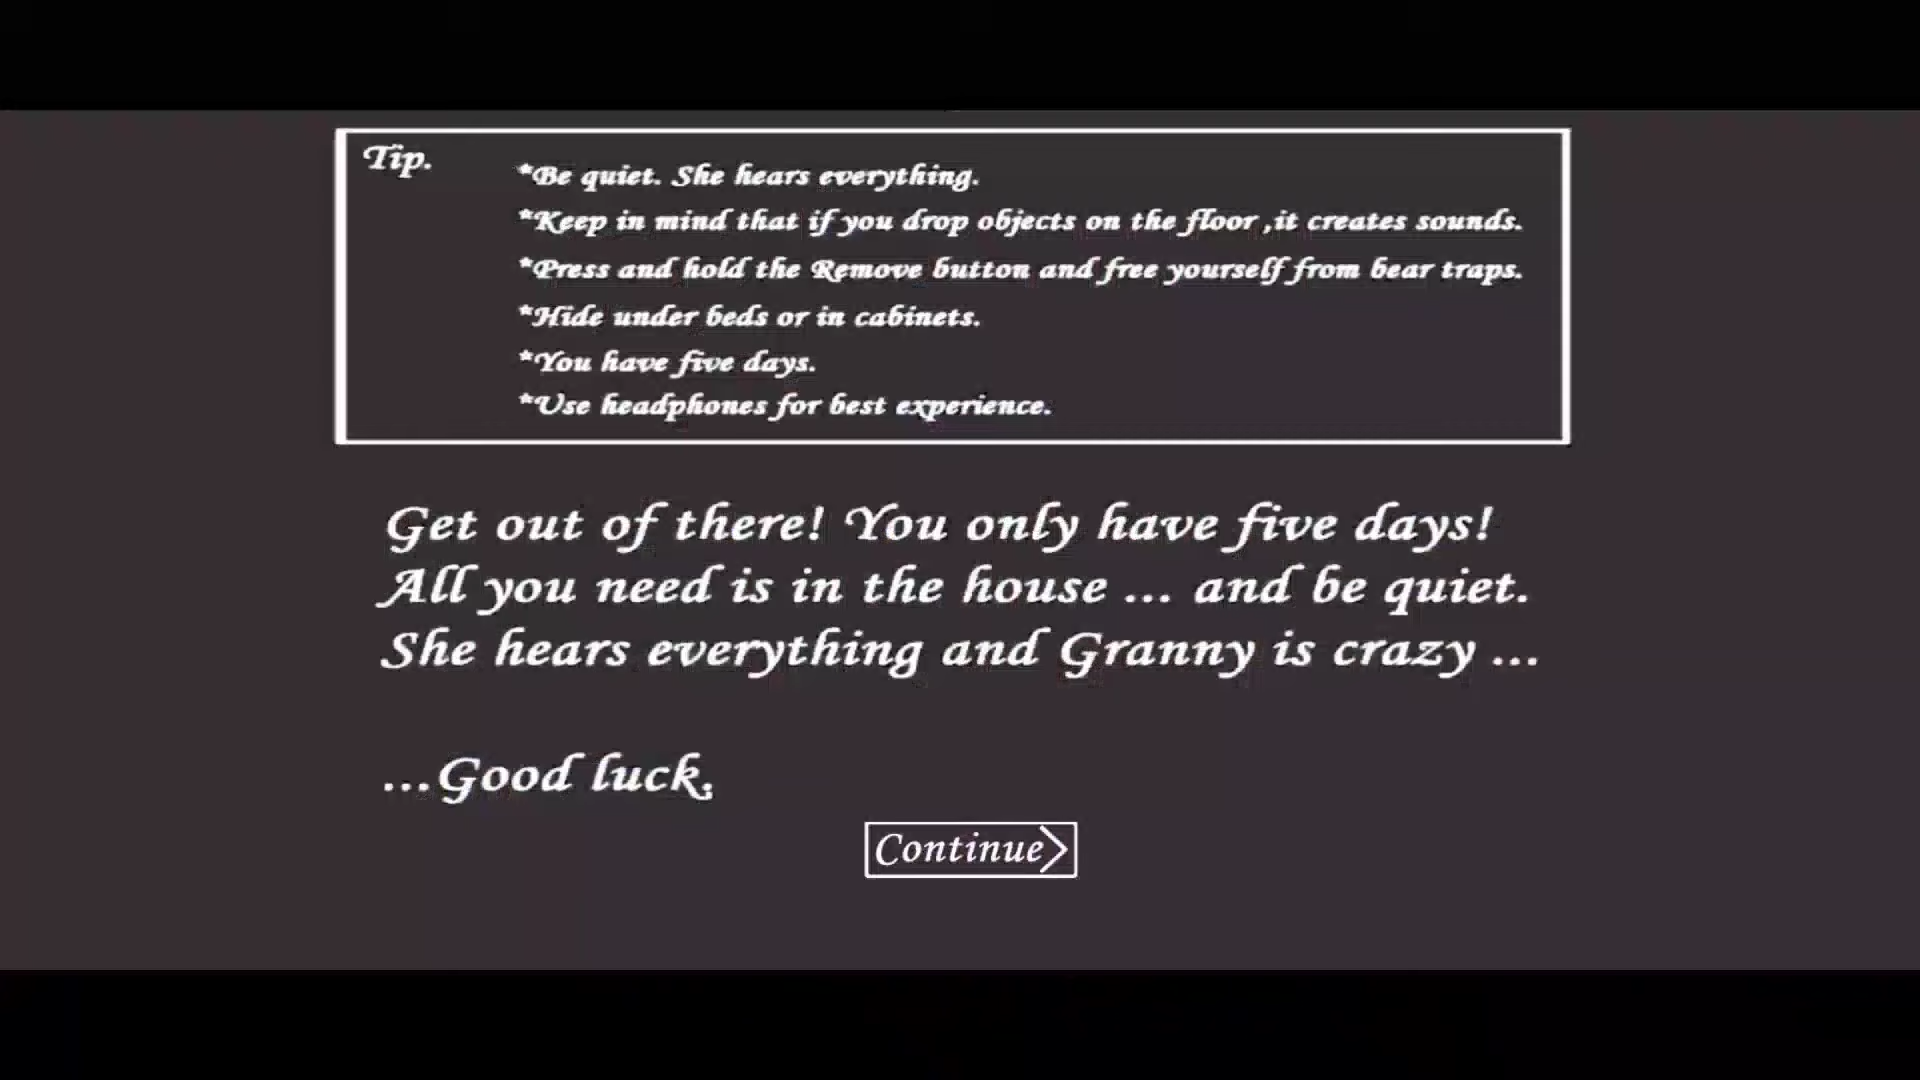 Tip.
*Be quiet. She hears everything.
*Keep in mind that if you drop objects on the floor ,it creates sounds.
*Press and hold the Remove button and free yourself from bear traps.
*Hide under beds or in cabinets.
*You have five days.
*Use headphones for best experience.
Get out of there! You only have five days!
All you need is in the house ... and be quiet.
She hears everything and Granny is crazy ...
...Good luck.
Continue>